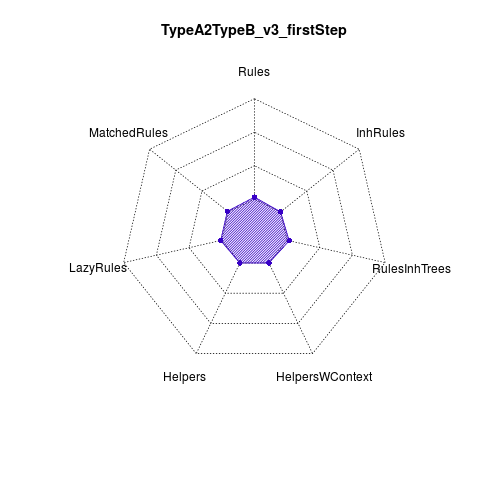 TypeA2TypeB_v3_firstStep
Rules
MatchedRules
InhRules
LazyRules
RulesInhTrees
Helpers
HelpersWContext